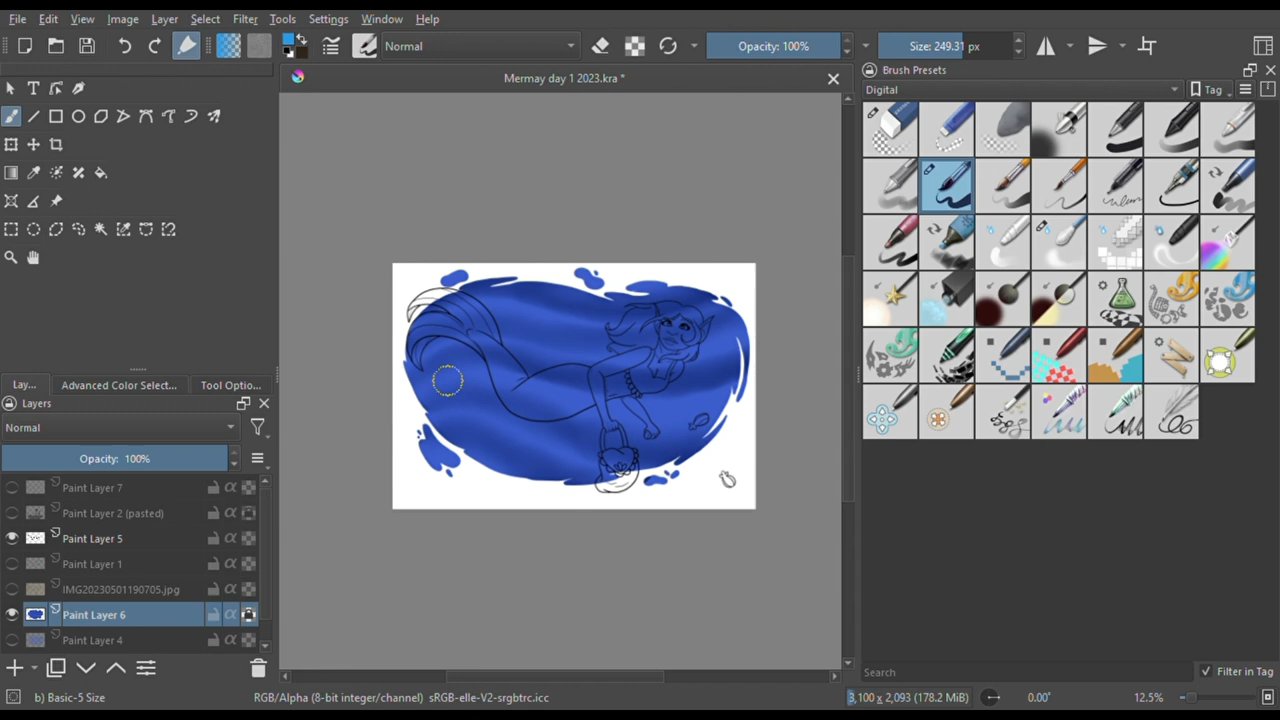 File Edit View Image Layer Select Filter Tools Settings Window Help
Normal
Opacity: 100%
Size: 249.31 px
Mermay day 1 2023.kra *
Brush Presets
Digital
Tag
Lay... Advanced Color Select... Tool Optio...
Layers
Normal
Opacity: 100%
Paint Layer 7
Paint Layer 2 (pasted)
Paint Layer 5
Paint Layer 1
IMG20230501190705.jpg
Paint Layer 6
Paint Layer 4
Search
Filter in Tag
b) Basic-5 Size
RGB/Alpha (8-bit integer/channel) sRGB-elle-V2-srgbtrc.icc
3,100 x 2,093 (178.2 MiB)
0.00°
12.5%